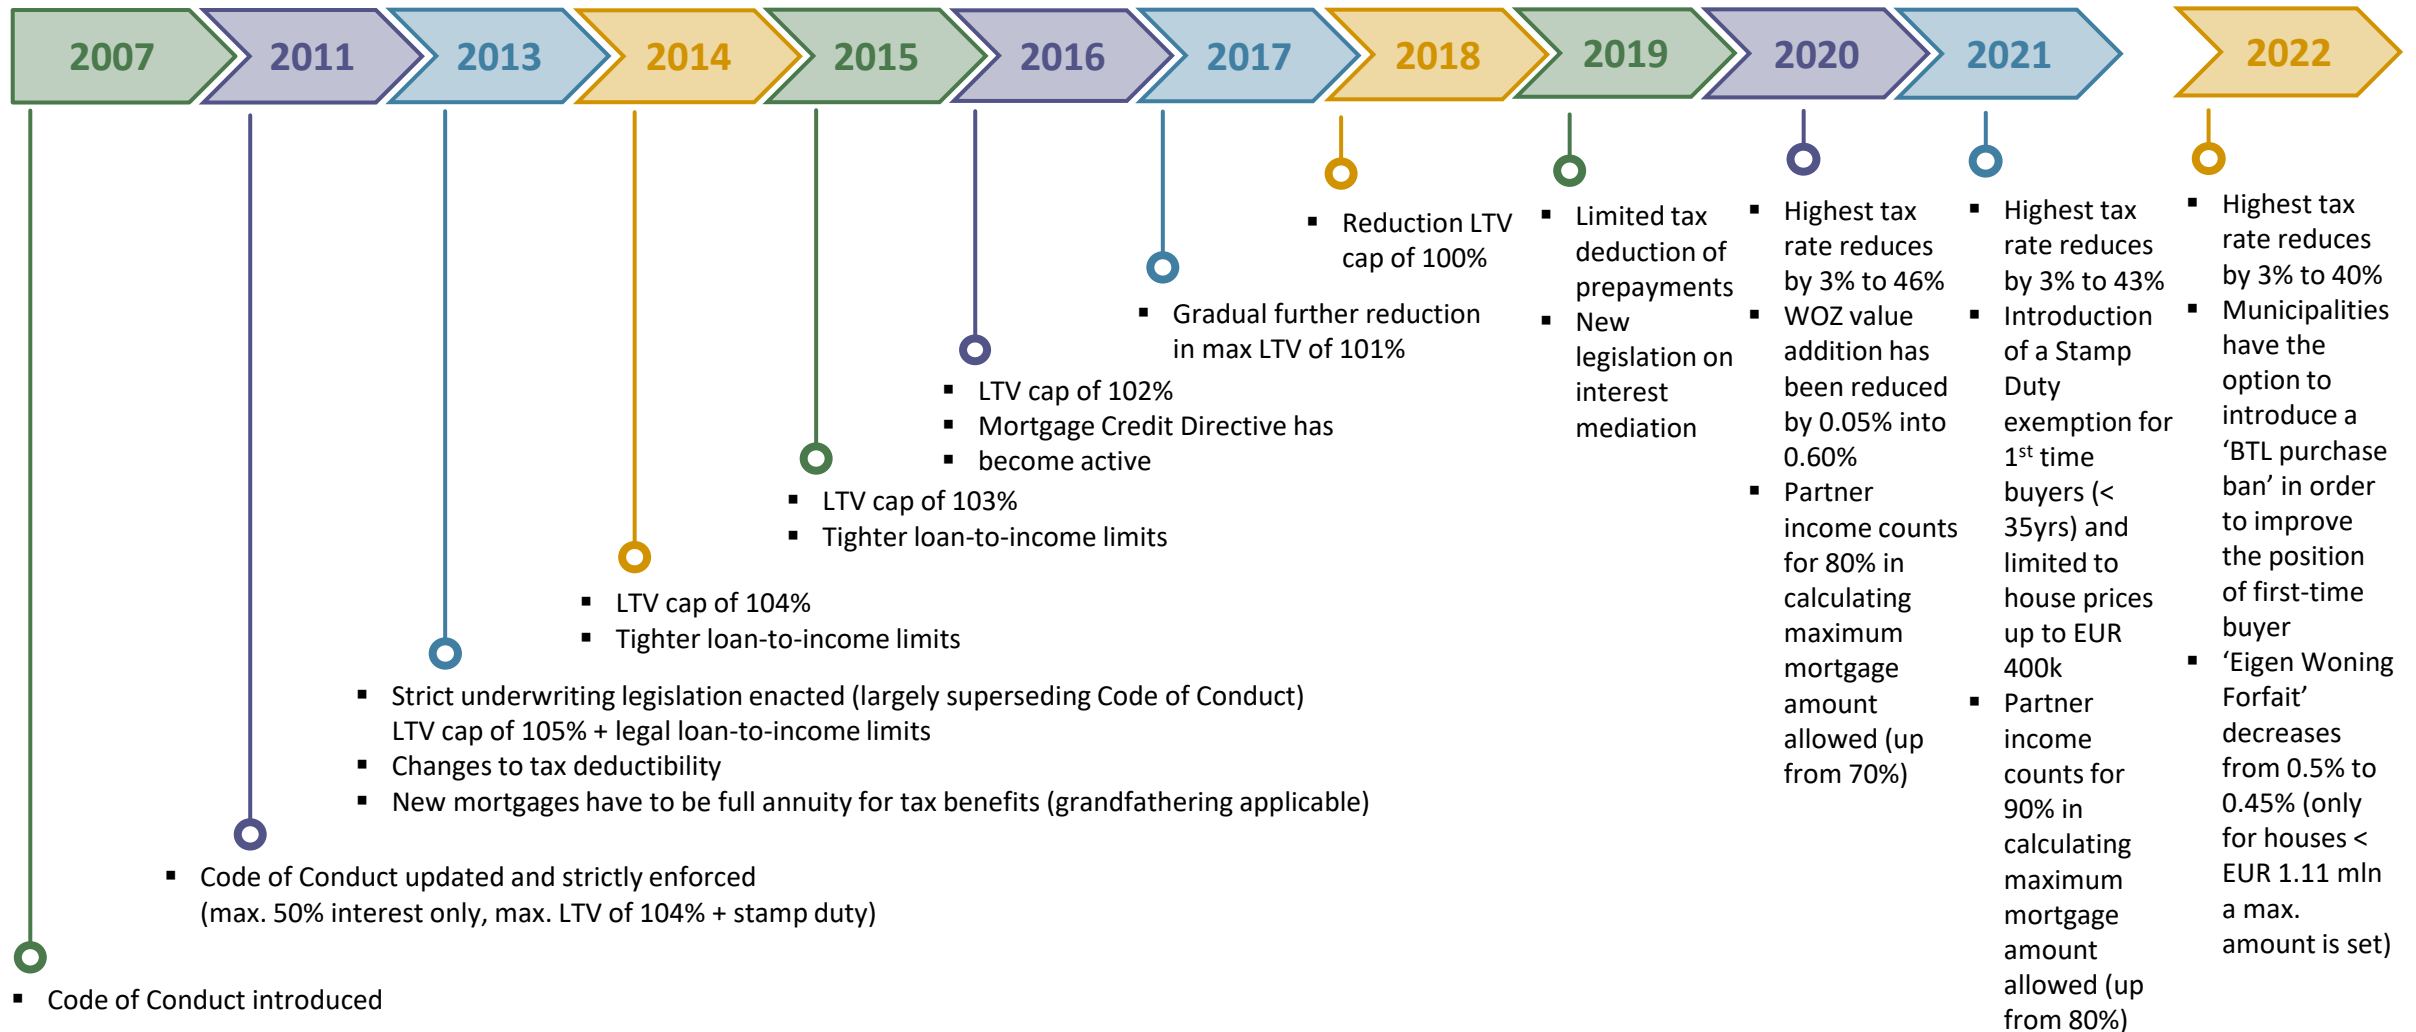 2007
2011
2013
2014
2015
2016
2017
2018
2019
2020
2021
2022
▪ Code of Conduct introduced
▪ Code of Conduct updated and strictly enforced
(max. 50% interest only, max. LTV of 104% + stamp duty)
▪ Strict underwriting legislation enacted (largely superseding Code of Conduct)
LTV cap of 105% + legal loan-to-income limits
▪ Changes to tax deductibility
▪ New mortgages have to be full annuity for tax benefits (grandfathering applicable)
▪ LTV cap of 104%
▪ Tighter loan-to-income limits
▪ LTV cap of 103%
▪ Tighter loan-to-income limits
▪ LTV cap of 102%
▪ Mortgage Credit Directive has
▪ become active
▪ Gradual further reduction
in max LTV of 101%
▪ Reduction LTV
cap of 100%
▪ Limited tax
deduction of
prepayments
▪ New
legislation on
interest
mediation
▪ Highest tax
rate reduces
by 3% to 46%
▪ WOZ value
addition has
been reduced
by 0.05% into
0.60%
▪ Partner
income counts
for 80% in
calculating
maximum
mortgage
amount
allowed (up
from 70%)
▪ Highest tax
rate reduces
by 3% to 43%
▪ Introduction
of a Stamp
Duty
exemption for
1st time
buyers (<
35yrs) and
limited to
house prices
up to EUR
400k
▪ Partner
income
counts for
90% in
calculating
maximum
mortgage
amount
allowed (up
from 80%)
▪ Highest tax
rate reduces
by 3% to 40%
▪ Municipalities
have the
option to
introduce a
‘BTL purchase
ban’ in order
to improve
the position
of first-time
buyer
▪ ‘Eigen Woning
Forfait’
decreases
from 0.5% to
0.45% (only
for houses <
EUR 1.11 mln
a max.
amount is set)